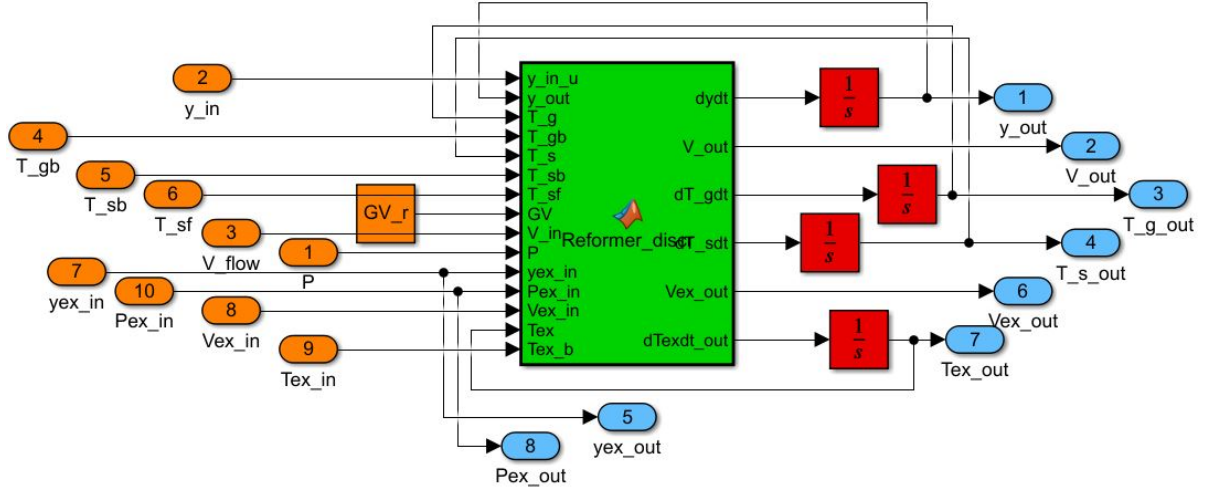 2
y_in
4
T_gb
5
T_sb
6
T_sf
GV_r
3
V_flow
1
P
7
yex_in
10
Pex_in
8
Vex_in
9
Tex_in
y_in_u
y_out
T_g
T_gb
T_s
T_sb
T_sf
GV
V_in
P
yex_in
Pex_in
Vex_in
Tex
Tex_b
Reformer_discr
dydt
V_out
dT_gdt
dT_sdt
Vex_out
dTexdt_out
1
s
1
s
1
s
1
s
1
y_out
2
V_out
3
T_g_out
4
T_s_out
6
Vex_out
7
Tex_out
5
yex_out
8
Pex_out